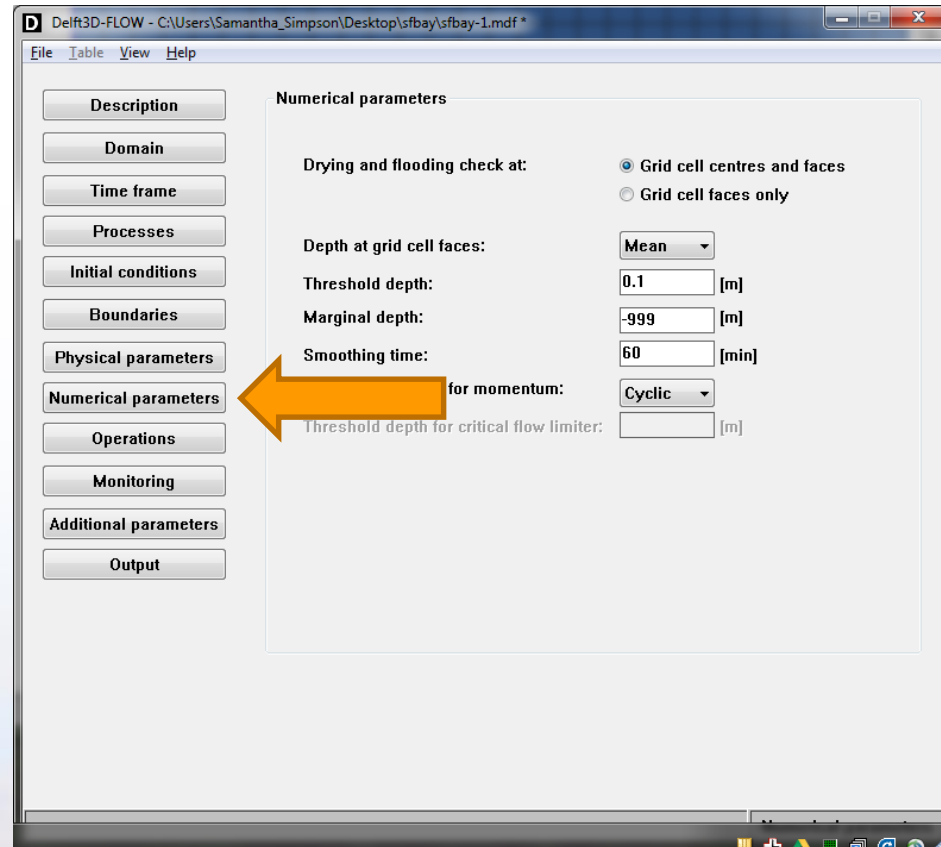 D Delft3D-FLOW - C:\Users\Samantha_Simpson\Desktop\sfbay\sfbay-1.mdf *
File Table View Help
Description
Domain
Time frame
Processes
Initial conditions
Boundaries
Physical parameters
Numerical parameters
Operations
Monitoring
Additional parameters
Output
Numerical parameters
Drying and flooding check at:
Grid cell centres and faces
Grid cell faces only
Depth at grid cell faces: Mean
Threshold depth: 0.1 [m]
Marginal depth: -999 [m]
Smoothing time: 60 [min]
for momentum: Cyclic
Threshold depth for critical flow limiter: [m]